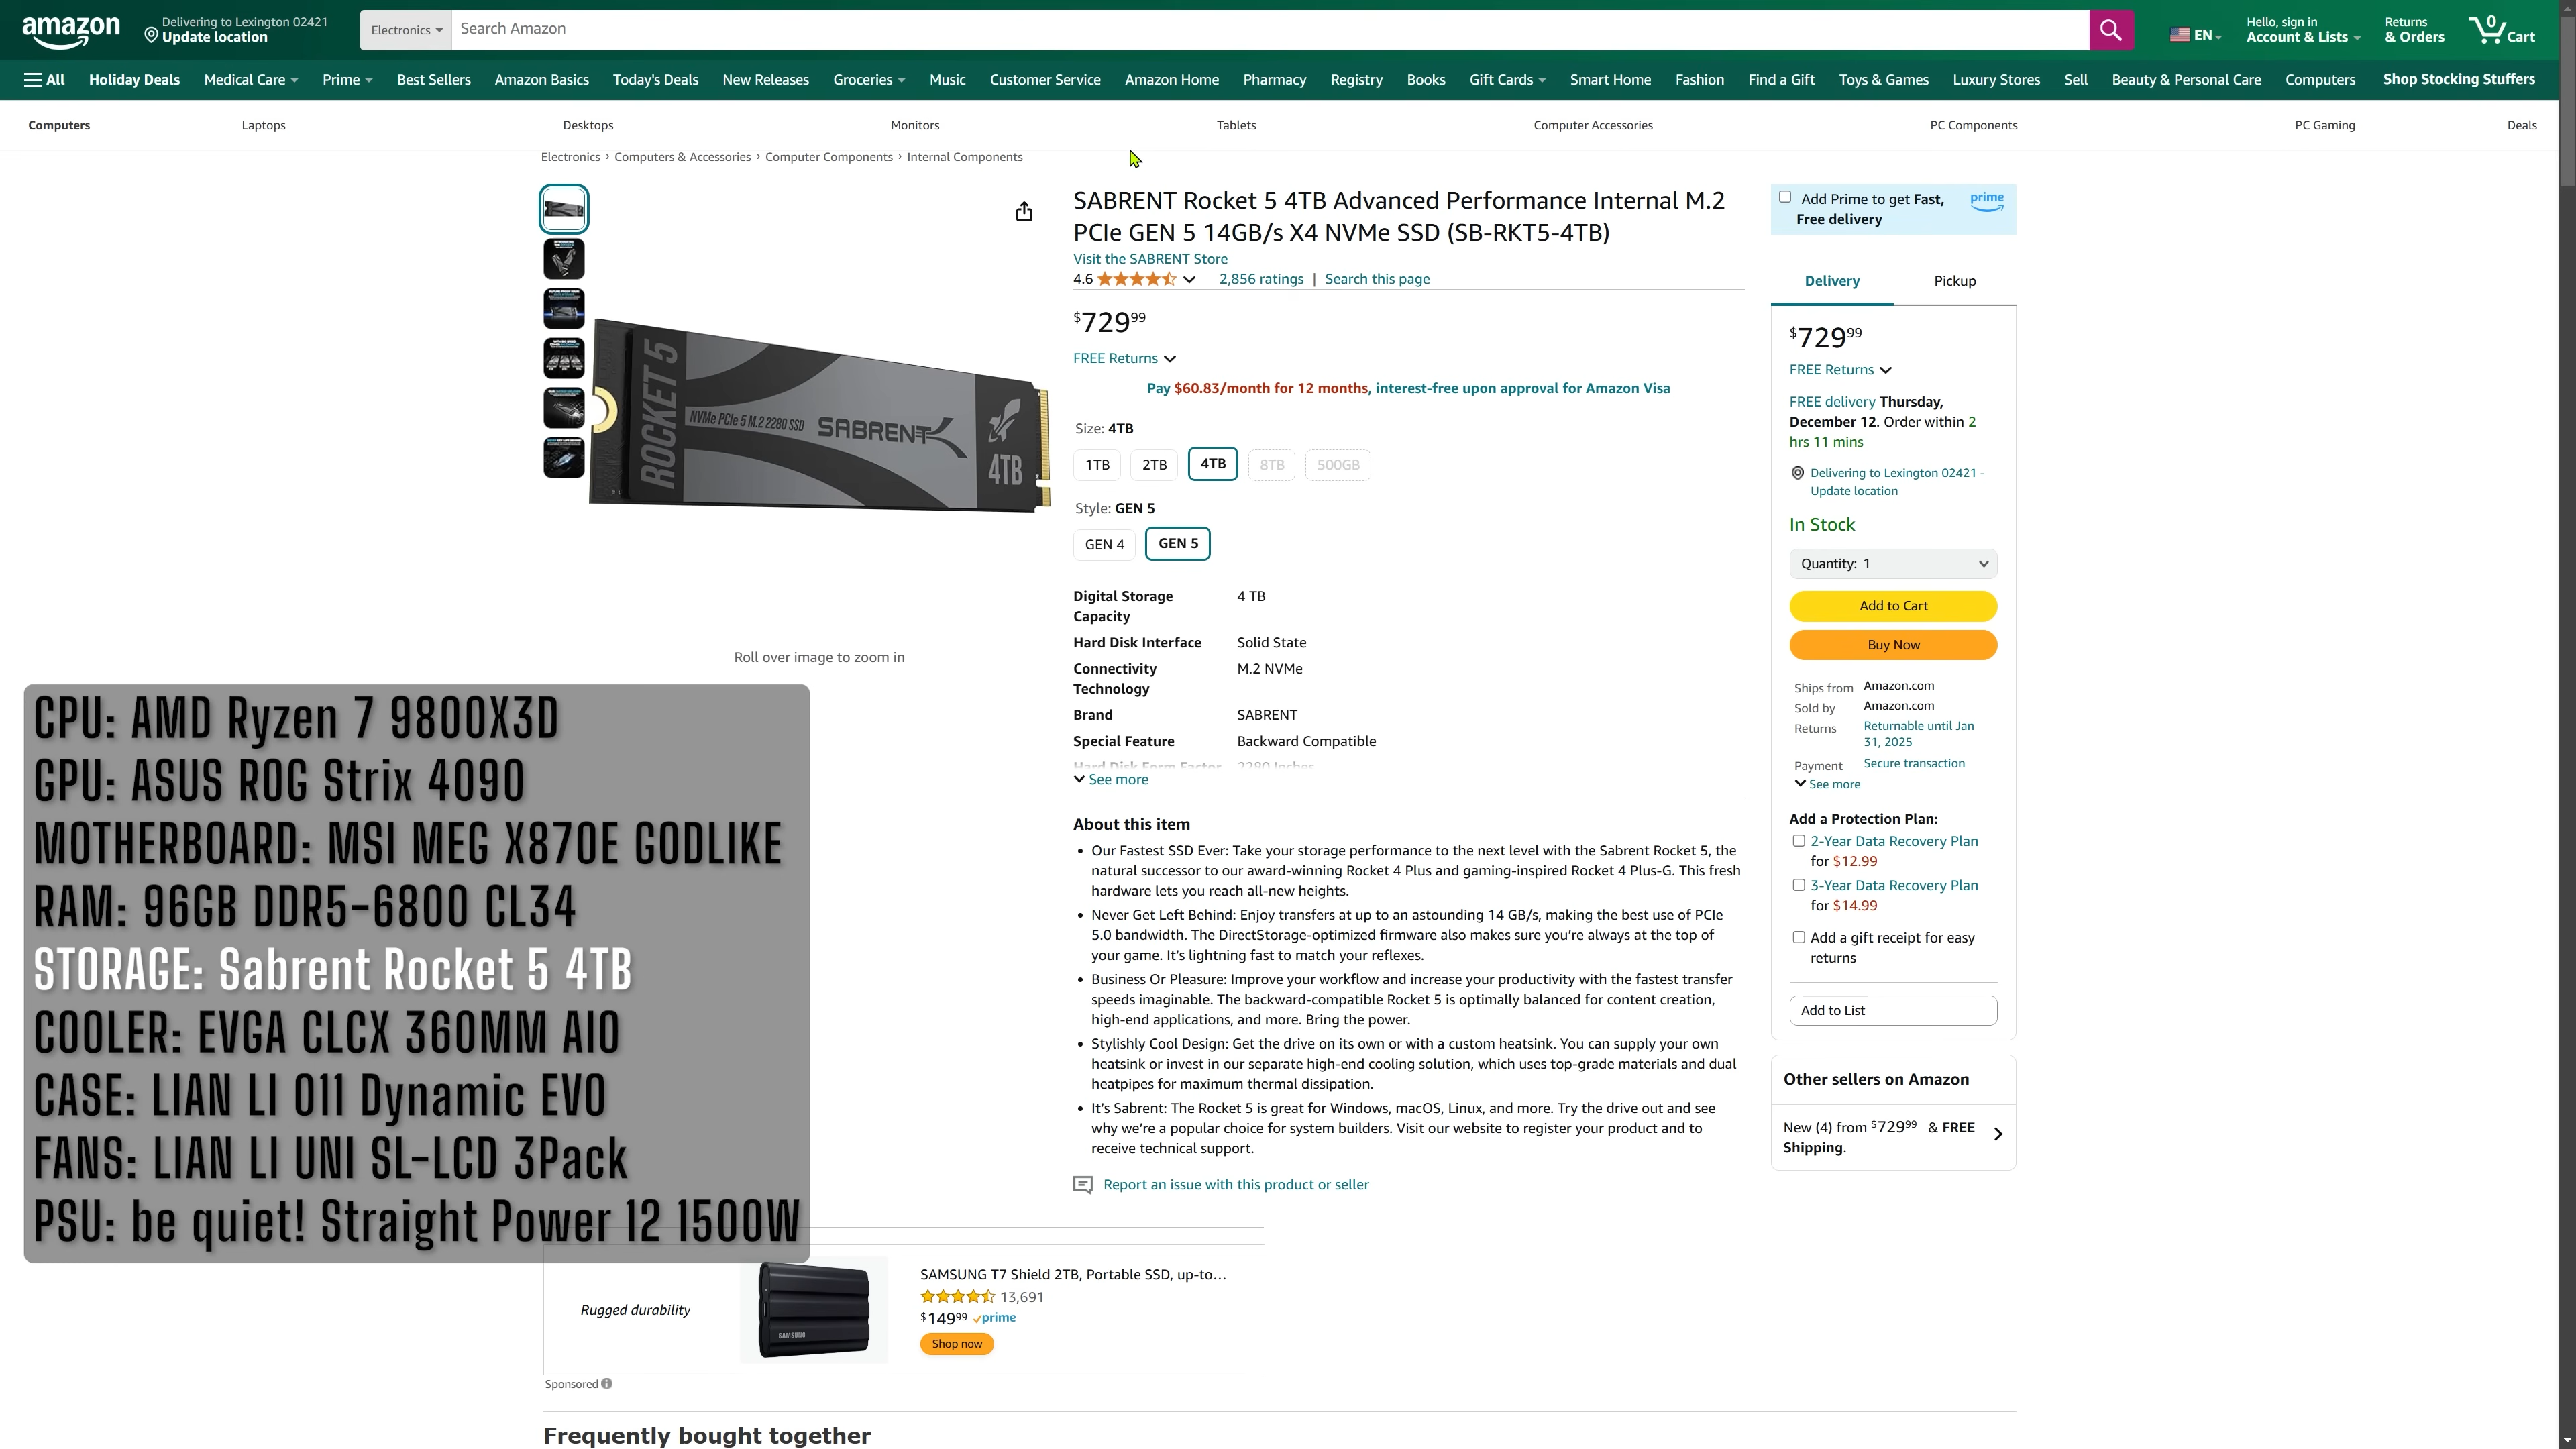 amazon
Delivering to Lexington 02421
Update location
Electronics
Search Amazon
EN
Hello, sign in
Account & Lists
Returns
& Orders
0
Cart
All
Holiday Deals
Medical Care
Prime
Best Sellers
Amazon Basics
Today's Deals
New Releases
Groceries
Music
Customer Service
Amazon Home
Pharmacy
Registry
Books
Gift Cards
Smart Home
Fashion
Find a Gift
Toys & Games
Luxury Stores
Sell
Beauty & Personal Care
Computers
Shop Stocking Stuffers
Computers
Laptops
Desktops
Monitors
Tablets
Computer Accessories
PC Components
PC Gaming
Deals
Electronics › Computers & Accessories › Computer Components › Internal Components
ROCKET 5
NVMe PCIe 5 M.2 2280 SSD
SABRENT
4TB
Roll over image to zoom in
SABRENT Rocket 5 4TB Advanced Performance Internal M.2
PCIe GEN 5 14GB/s X4 NVMe SSD (SB-RKT5-4TB)
Visit the SABRENT Store
4.6
2,856 ratings | Search this page
$729.99
FREE Returns
Pay $60.83/month for 12 months, interest-free upon approval for Amazon Visa
Size: 4TB
1TB
2TB
4TB
8TB
500GB
Style: GEN 5
GEN 4
GEN 5
Digital Storage Capacity 4 TB
Hard Disk Interface Solid State
Connectivity Technology M.2 NVMe
Brand SABRENT
Special Feature Backward Compatible
Hard Disk Form Factor 2280 Inches
See more
About this item
Our Fastest SSD Ever: Take your storage performance to the next level with the Sabrent Rocket 5, the
natural successor to our award-winning Rocket 4 Plus and gaming-inspired Rocket 4 Plus-G. This fresh
hardware lets you reach all-new heights.
Never Get Left Behind: Enjoy transfers at up to an astounding 14 GB/s, making the best use of PCIe
5.0 bandwidth. The DirectStorage-optimized firmware also makes sure you’re always at the top of
your game. It’s lightning fast to match your reflexes.
Business Or Pleasure: Improve your workflow and increase your productivity with the fastest transfer
speeds imaginable. The backward-compatible Rocket 5 is optimally balanced for content creation,
high-end applications, and more. Bring the power.
Stylishly Cool Design: Get the drive on its own or with a custom heatsink. You can supply your own
heatsink or invest in our separate high-end cooling solution, which uses top-grade materials and dual
heatpipes for maximum thermal dissipation.
It’s Sabrent: The Rocket 5 is great for Windows, macOS, Linux, and more. Try the drive out and see
why we’re a popular choice for system builders. Visit our website to register your product and to
receive technical support.
Report an issue with this product or seller
Add Prime to get Fast,
Free delivery
prime
Delivery
Pickup
$729.99
FREE Returns
FREE delivery Thursday,
December 12. Order within 2
hrs 11 mins
Delivering to Lexington 02421 -
Update location
In Stock
Quantity: 1
Add to Cart
Buy Now
Ships from Amazon.com
Sold by Amazon.com
Returns Returnable until Jan
31, 2025
Payment Secure transaction
See more
Add a Protection Plan:
2-Year Data Recovery Plan
for $12.99
3-Year Data Recovery Plan
for $14.99
Add a gift receipt for easy
returns
Add to List
Other sellers on Amazon
New (4) from $729.99 & FREE
Shipping.
CPU: AMD Ryzen 7 9800X3D
GPU: ASUS ROG Strix 4090
MOTHERBOARD: MSI MEG X870E GODLIKE
RAM: 96GB DDR5-6800 CL34
STORAGE: Sabrent Rocket 5 4TB
COOLER: EVGA CLCX 360MM AIO
CASE: LIAN LI O11 Dynamic EVO
FANS: LIAN LI UNI SL-LCD 3Pack
PSU: be quiet! Straight Power 12 1500W
Rugged durability
SAMSUNG
SAMSUNG T7 Shield 2TB, Portable SSD, up-to…
13,691
$149.99 prime
Shop now
Sponsored
Frequently bought together